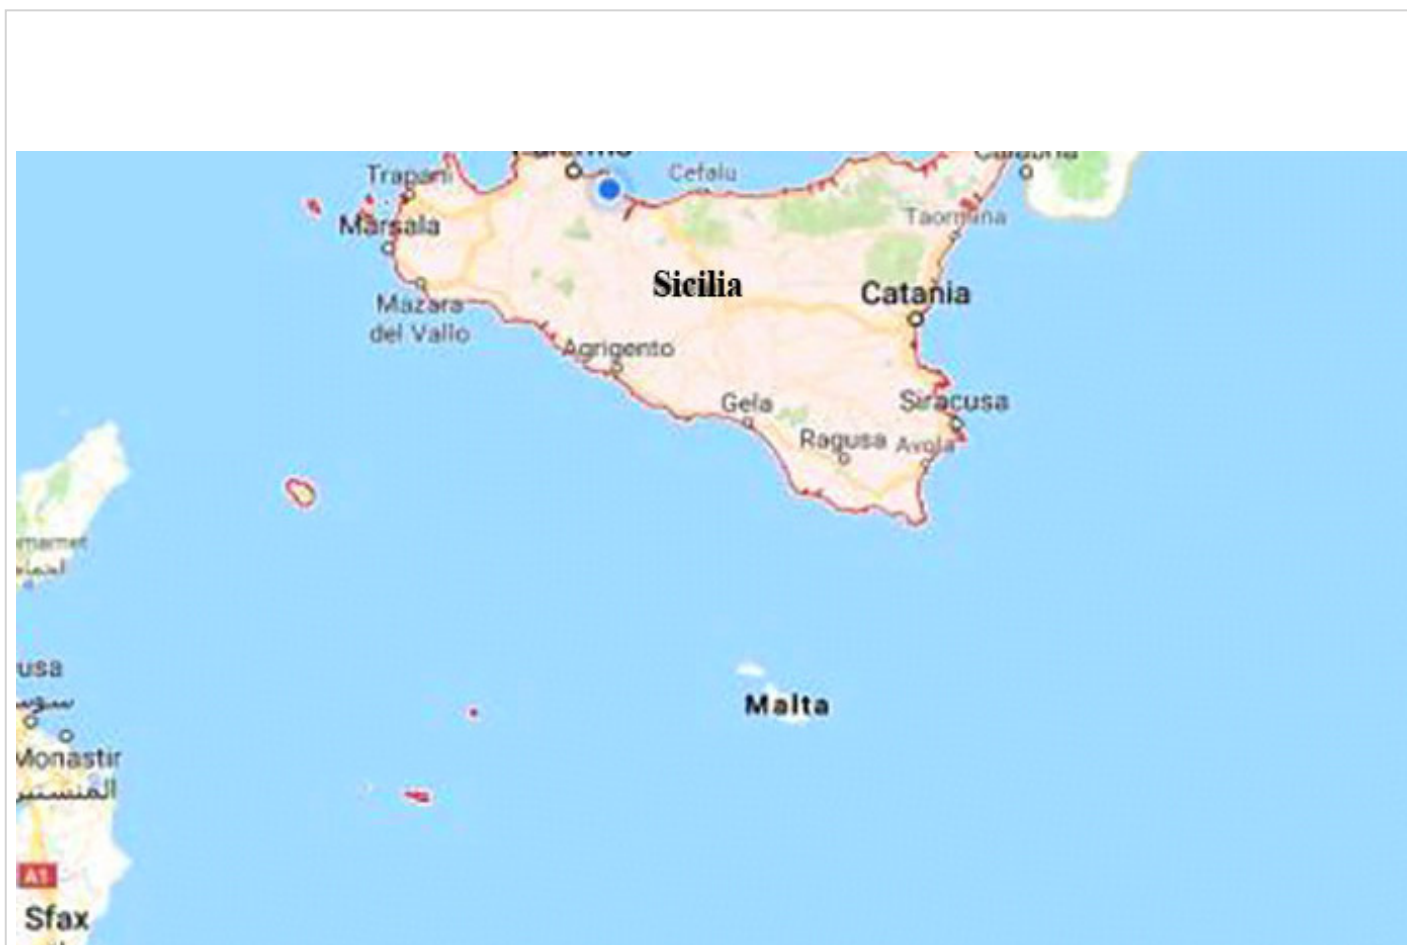 Trapani
Cefalu
Marsala
Taormina
Sicilia
Catania
Mazara
del Vallo
Agrigento
Gela
Siracusa
Ragusa
Avola
usa
سوس
Monastir
المنستير
Malta
A1
Sfax